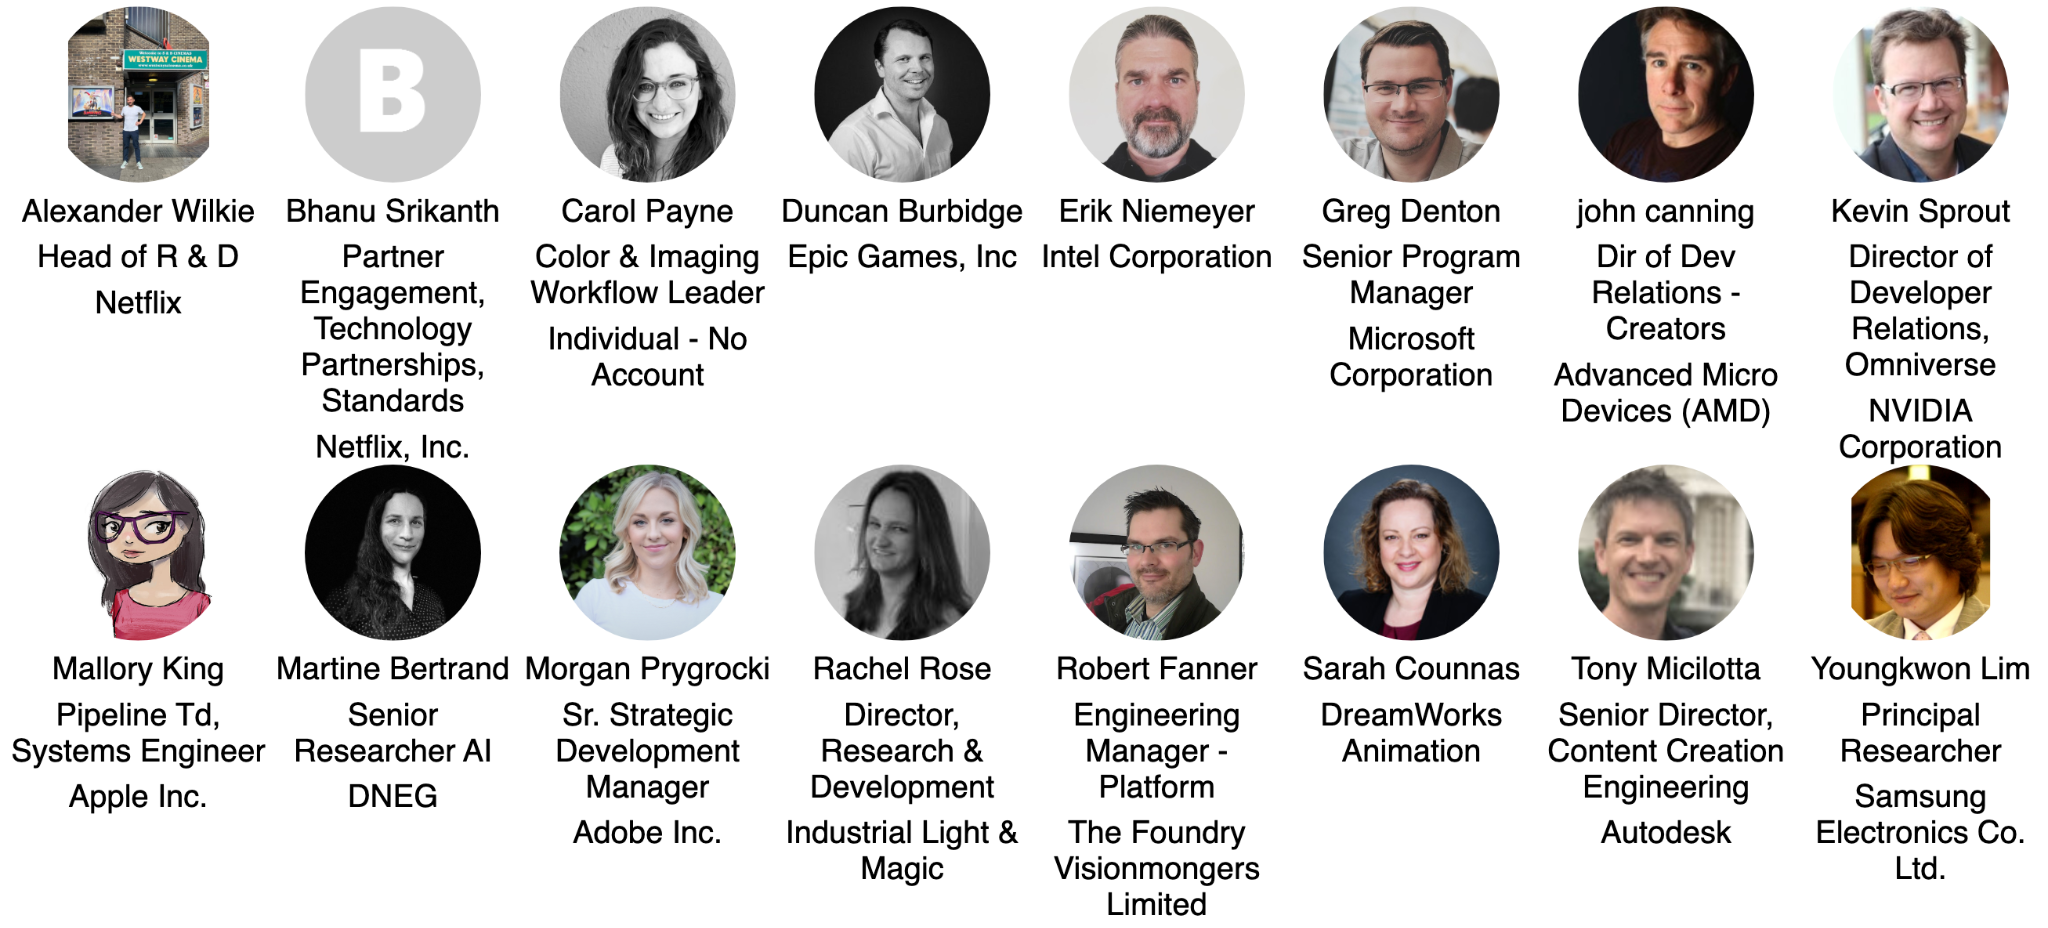 Welcome to
WESTWAY CINEMA
B
Alexander Wilkie
Head of R & D
Netflix
Bhanu Srikanth
Partner
Engagement,
Technology
Partnerships,
Standards
Netflix, Inc.
Carol Payne
Color & Imaging
Workflow Leader
Individual - No
Account
Duncan Burbidge
Epic Games, Inc
Erik Niemeyer
Intel Corporation
Greg Denton
Senior Program
Manager
Microsoft
Corporation
john canning
Dir of Dev
Relations -
Creators
Advanced Micro
Devices (AMD)
Kevin Sprout
Director of
Developer
Relations,
Omniverse
NVIDIA
Corporation
Mallory King
Pipeline Td,
Systems Engineer
Apple Inc.
Martine Bertrand
Senior
Researcher AI
DNEG
Morgan Prygrocki
Sr. Strategic
Development
Manager
Adobe Inc.
Rachel Rose
Director,
Research &
Development
Industrial Light &
Magic
Robert Fanner
Engineering
Manager -
Platform
The Foundry
Visionmongers
Limited
Sarah Counnas
DreamWorks
Animation
Tony Micilotta
Senior Director,
Content Creation
Engineering
Autodesk
Youngkwon Lim
Principal
Researcher
Samsung
Electronics Co.
Ltd.